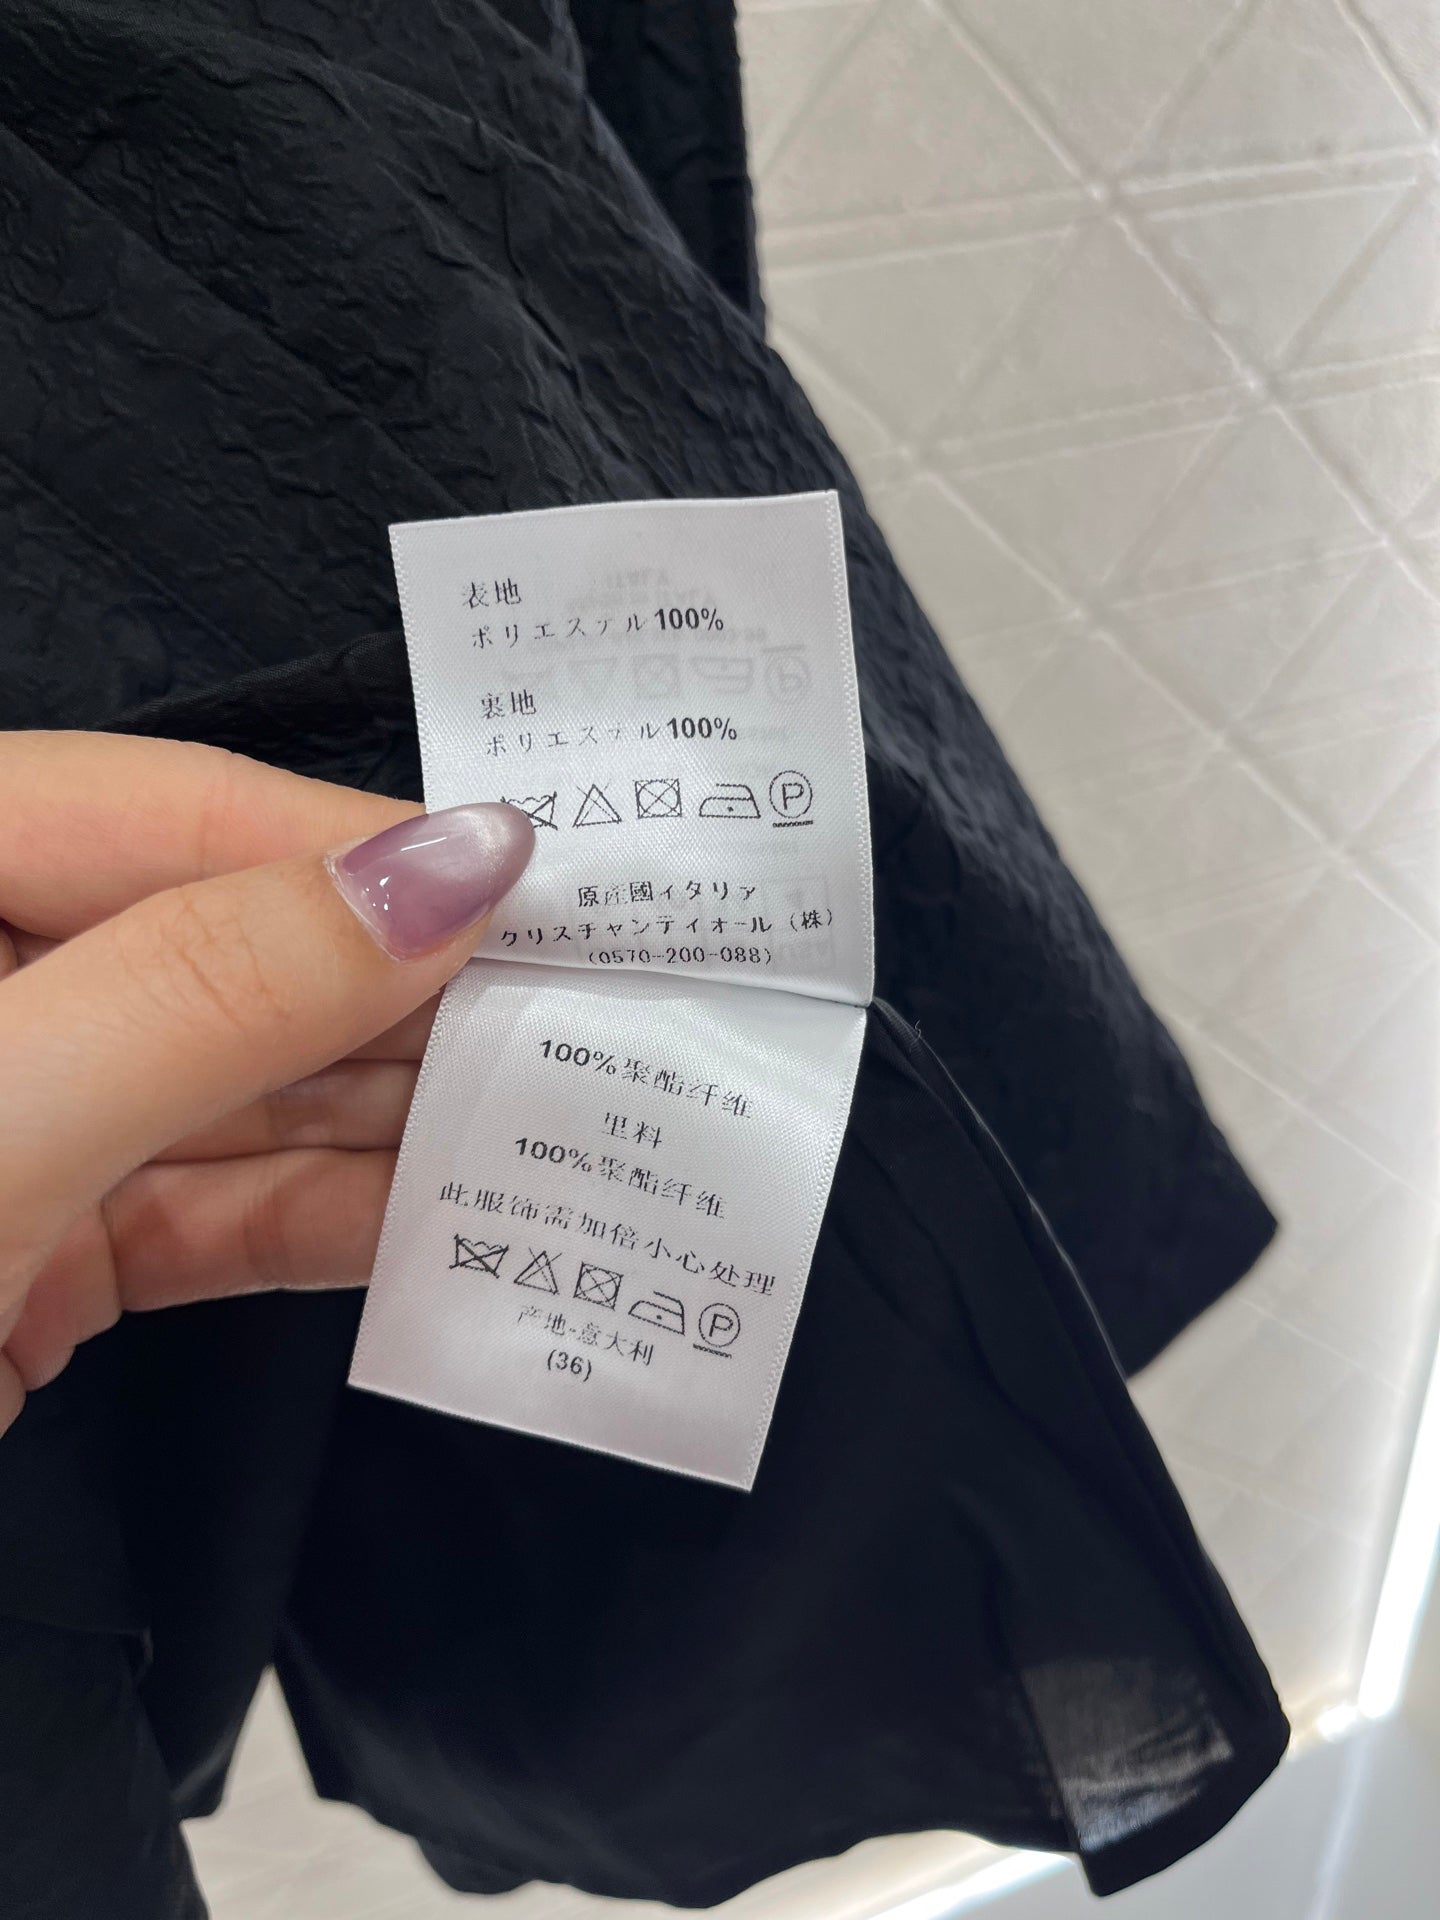 表地
ポリエステル100%
裏地
ポリエステル100%
P
原産國イタリア
クリスチャンディオール（株）
(0570-200-088)
100%聚酯纤维
里料
100%聚酯纤维
此服饰需加倍小心处理
P
产地-意大利
(36)